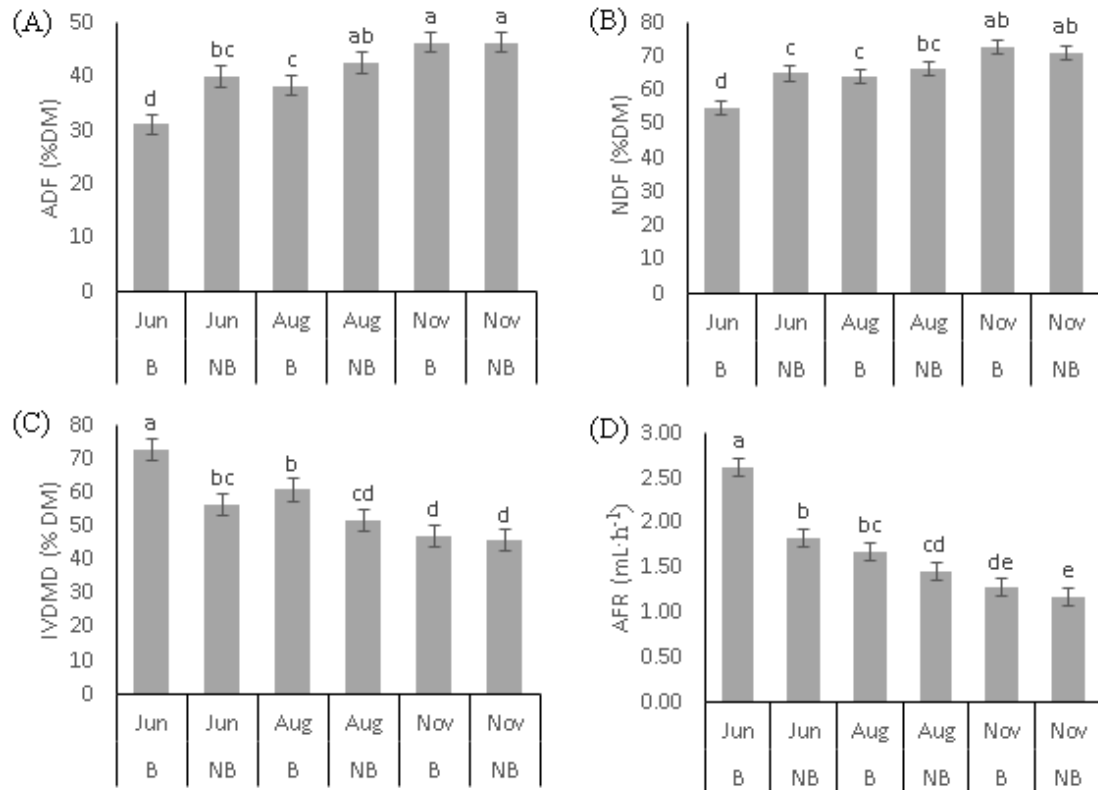 (A)
ADF (%DM)
50
40
30
20
10
0
d
bc
c
ab
a
a
Jun Jun Aug Aug Nov Nov
B NB B NB B NB
(B)
NDF (%DM)
80
70
60
50
40
30
20
10
0
d
c
c
bc
ab
ab
Jun Jun Aug Aug Nov Nov
B NB B NB B NB
(C)
IVDMD (% DM)
80
70
60
50
40
30
20
10
0
a
bc
b
cd
d
d
Jun Jun Aug Aug Nov Nov
B NB B NB B NB
(D)
AFR (mL·h⁻¹)
3.00
2.50
2.00
1.50
1.00
0.50
0.00
a
b
bc
cd
de
e
Jun Jun Aug Aug Nov Nov
B NB B NB B NB